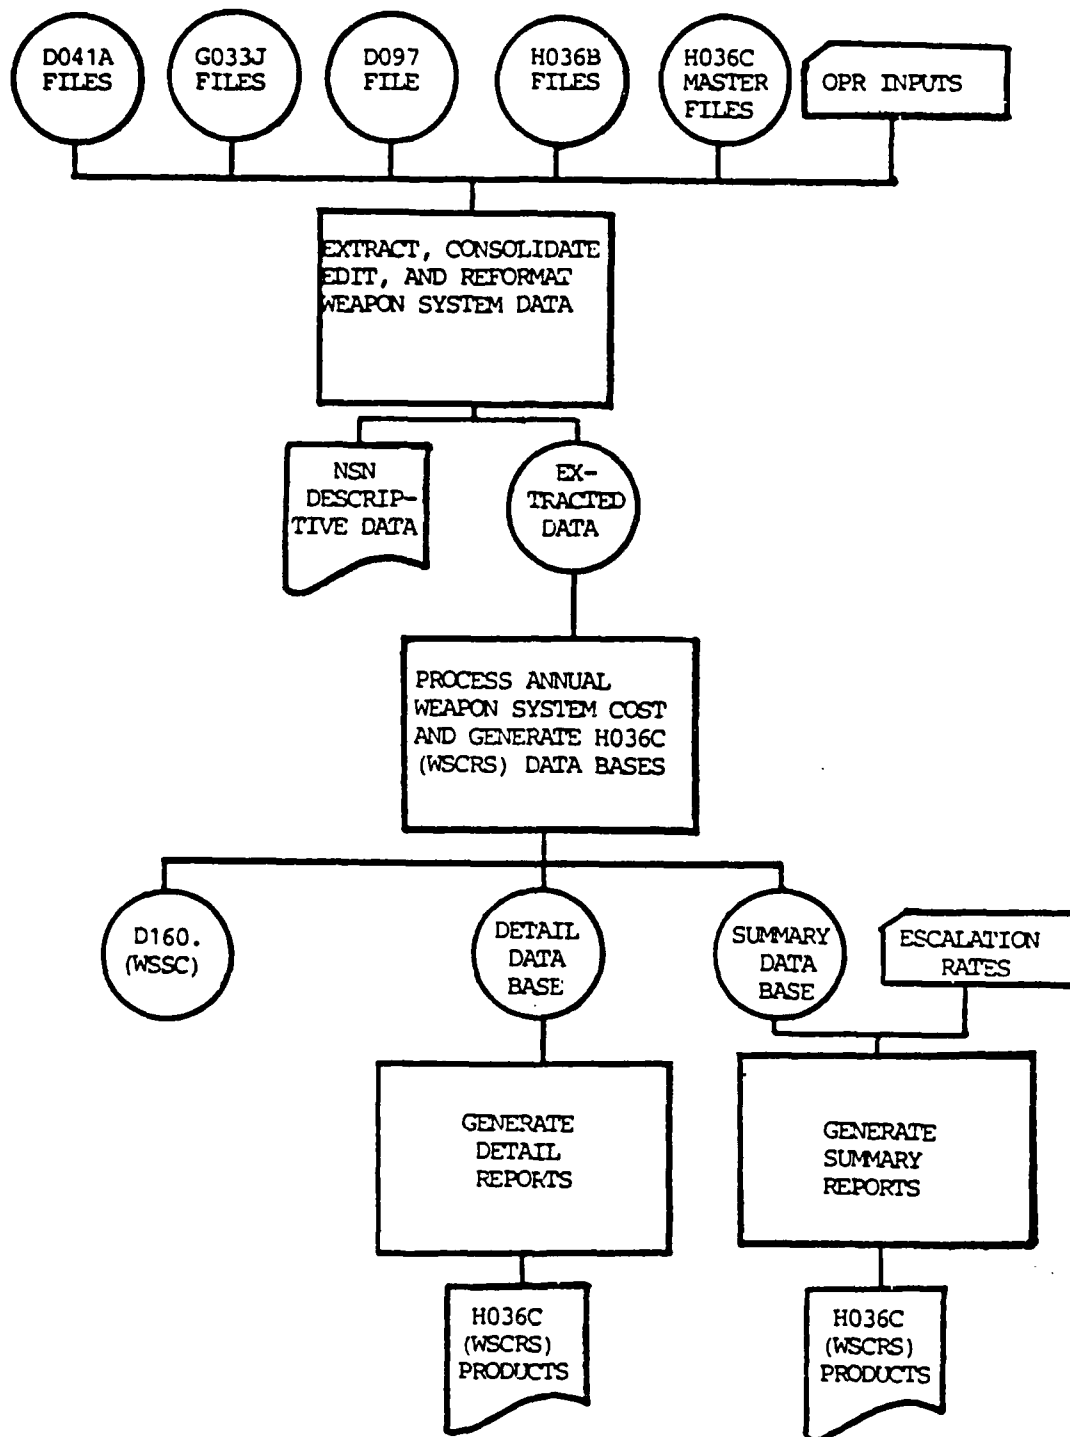 D041A
FILES
G033J
FILES
D097
FILE
H036B
FILES
H036C
MASTER
FILES
OPR INPUTS
EXTRACT, CONSOLIDATE
EDIT, AND REFORMAT
WEAPON SYSTEM DATA
NSN
DESCRIP-
TIVE DATA
EX-
TRACTED
DATA
PROCESS ANNUAL
WEAPON SYSTEM COST
AND GENERATE H036C
(WSCRS) DATA BASES
D160.
(WSSC)
DETAIL
DATA
BASE
SUMMARY
DATA
BASE
ESCALATION
RATES
GENERATE
DETAIL
REPORTS
GENERATE
SUMMARY
REPORTS
H036C
(WSCRS)
PRODUCTS
H036C
(WSCRS)
PRODUCTS